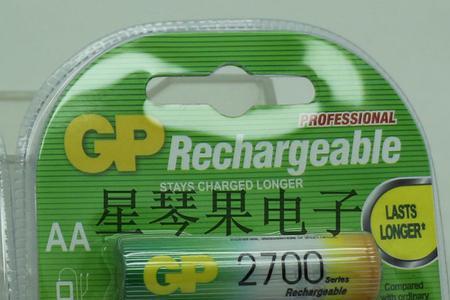 PROFESSIONAL
GP Rechargeable
STAYS CHARGED LONGER
星琴果电子
AA
LASTS
LONGER*
GP 2700 Series
Rechargeable
Compared
with ordinary